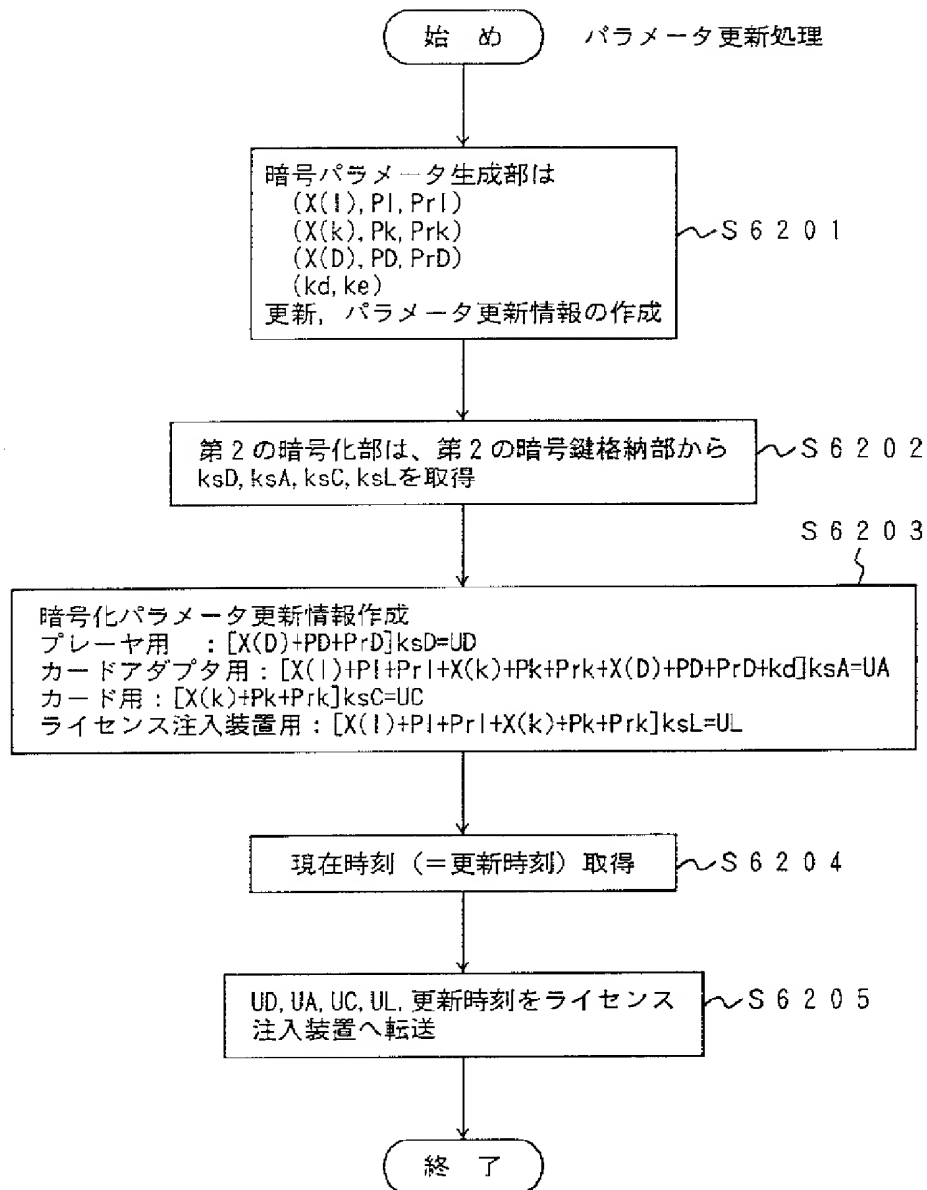 始 め
パラメータ更新処理
暗号パラメータ生成部は
(X(l), Pl, Prl)
(X(k), Pk, Prk)
(X(D), PD, PrD)
(kd, ke)
更新, パラメータ更新情報の作成
S6201
第2の暗号化部は、第2の暗号鍵格納部から
ksD, ksA, ksC, ksLを取得
S6202
S6203
暗号化パラメータ更新情報作成
プレーヤ用 : [X(D)+PD+PrD]ksD=UD
カードアダプタ用 : [X(l)+Pl+Prl+X(k)+Pk+Prk+X(D)+PD+PrD+kd]ksA=UA
カード用 : [X(k)+Pk+Prk]ksC=UC
ライセンス注入装置用 : [X(l)+Pl+Prl+X(k)+Pk+Prk]ksL=UL
現在時刻（＝更新時刻）取得
S6204
UD, UA, UC, UL, 更新時刻をライセンス
注入装置へ転送
S6205
終 了